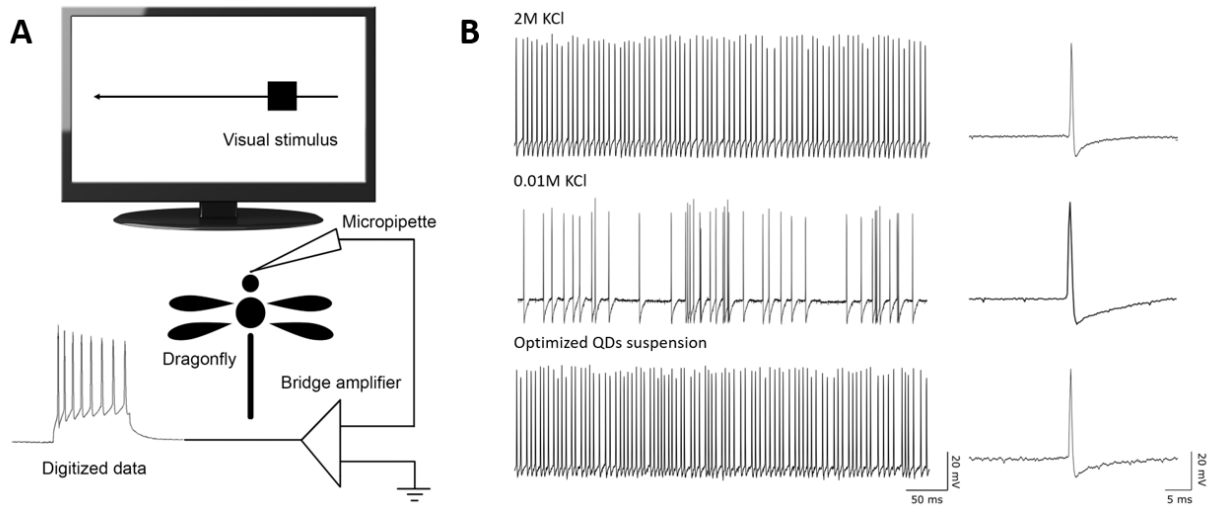 A
Visual stimulus
Micropipette
Dragonfly
Bridge amplifier
Digitized data
B
2M KCl
0.01M KCl
Optimized QDs suspension
20 mV
50 ms
20 mV
5 ms